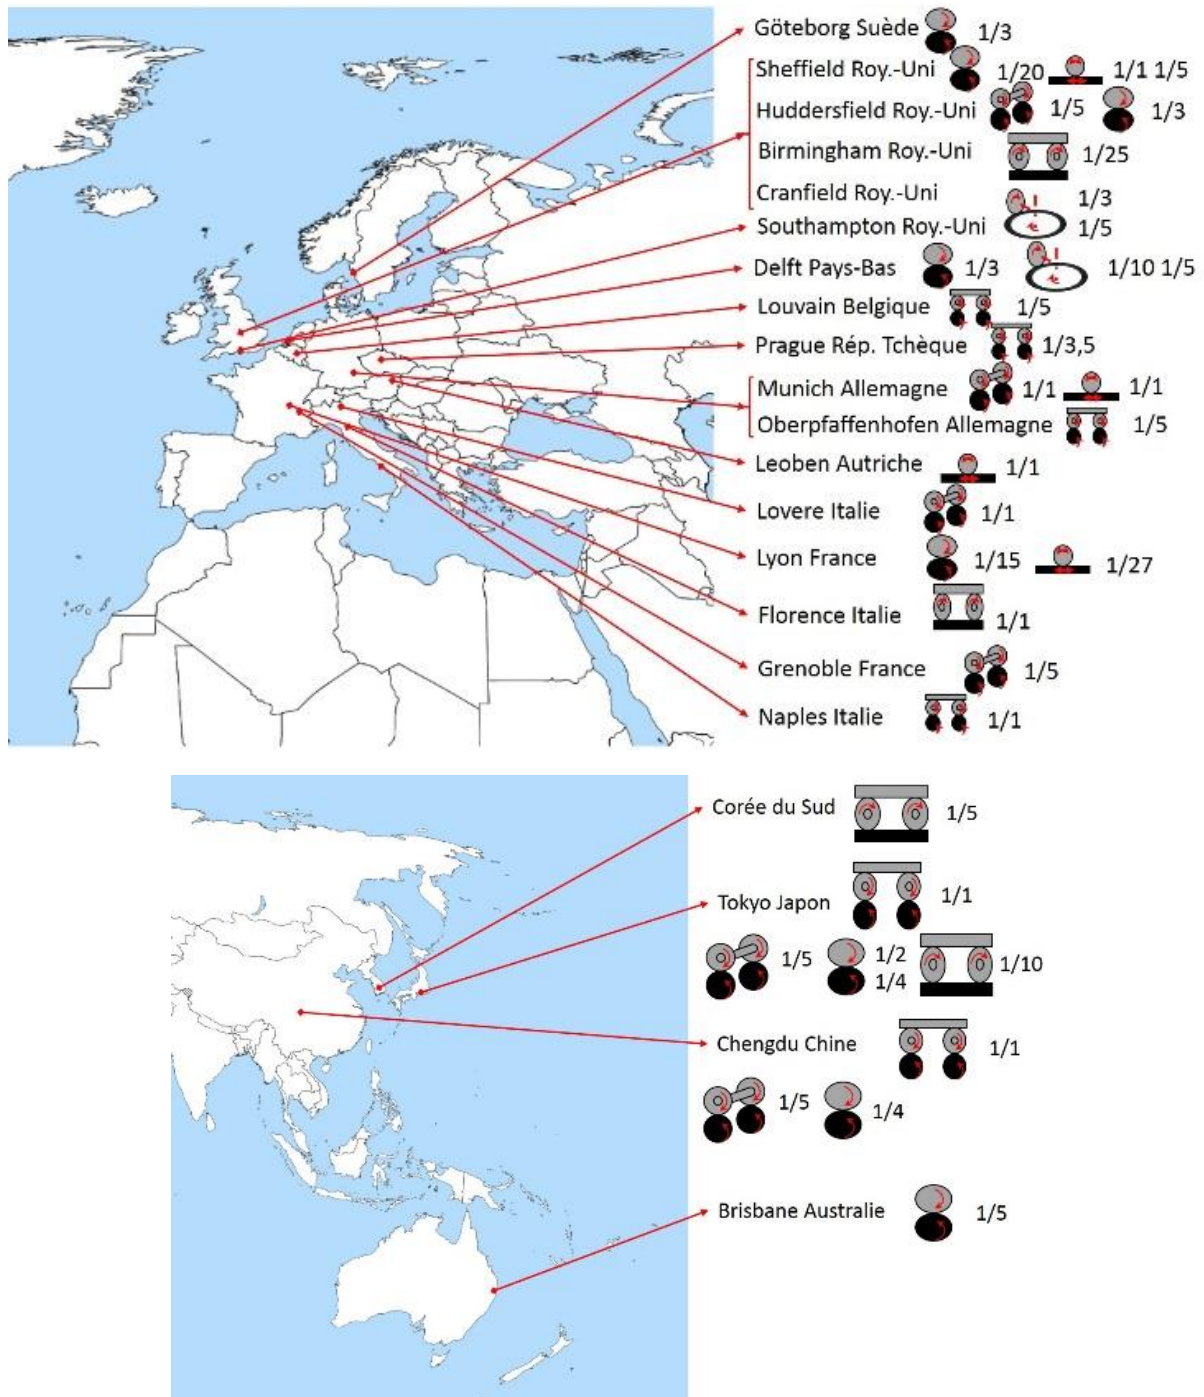 Göteborg Suède 1/3
Sheffield Roy.-Uni 1/20 1/1 1/5
Huddersfield Roy.-Uni 1/5 1/3
Birmingham Roy.-Uni 1/25
Cranfield Roy.-Uni 1/3
Southampton Roy.-Uni 1/5
Delft Pays-Bas 1/3 1/10 1/5
Louvain Belgique 1/5
Prague Rép. Tchèque 1/3,5
Munich Allemagne 1/1 1/1
Oberpfaffenhofen Allemagne 1/5
Leoben Autriche 1/1
Lovere Italie 1/1
Lyon France 1/15 1/27
Florence Italie 1/1
Grenoble France 1/5
Naples Italie 1/1
Corée du Sud 1/5
Tokyo Japon 1/1
1/5 1/2 1/10
1/4
Chengdu Chine 1/1
1/5 1/4
Brisbane Australie 1/5